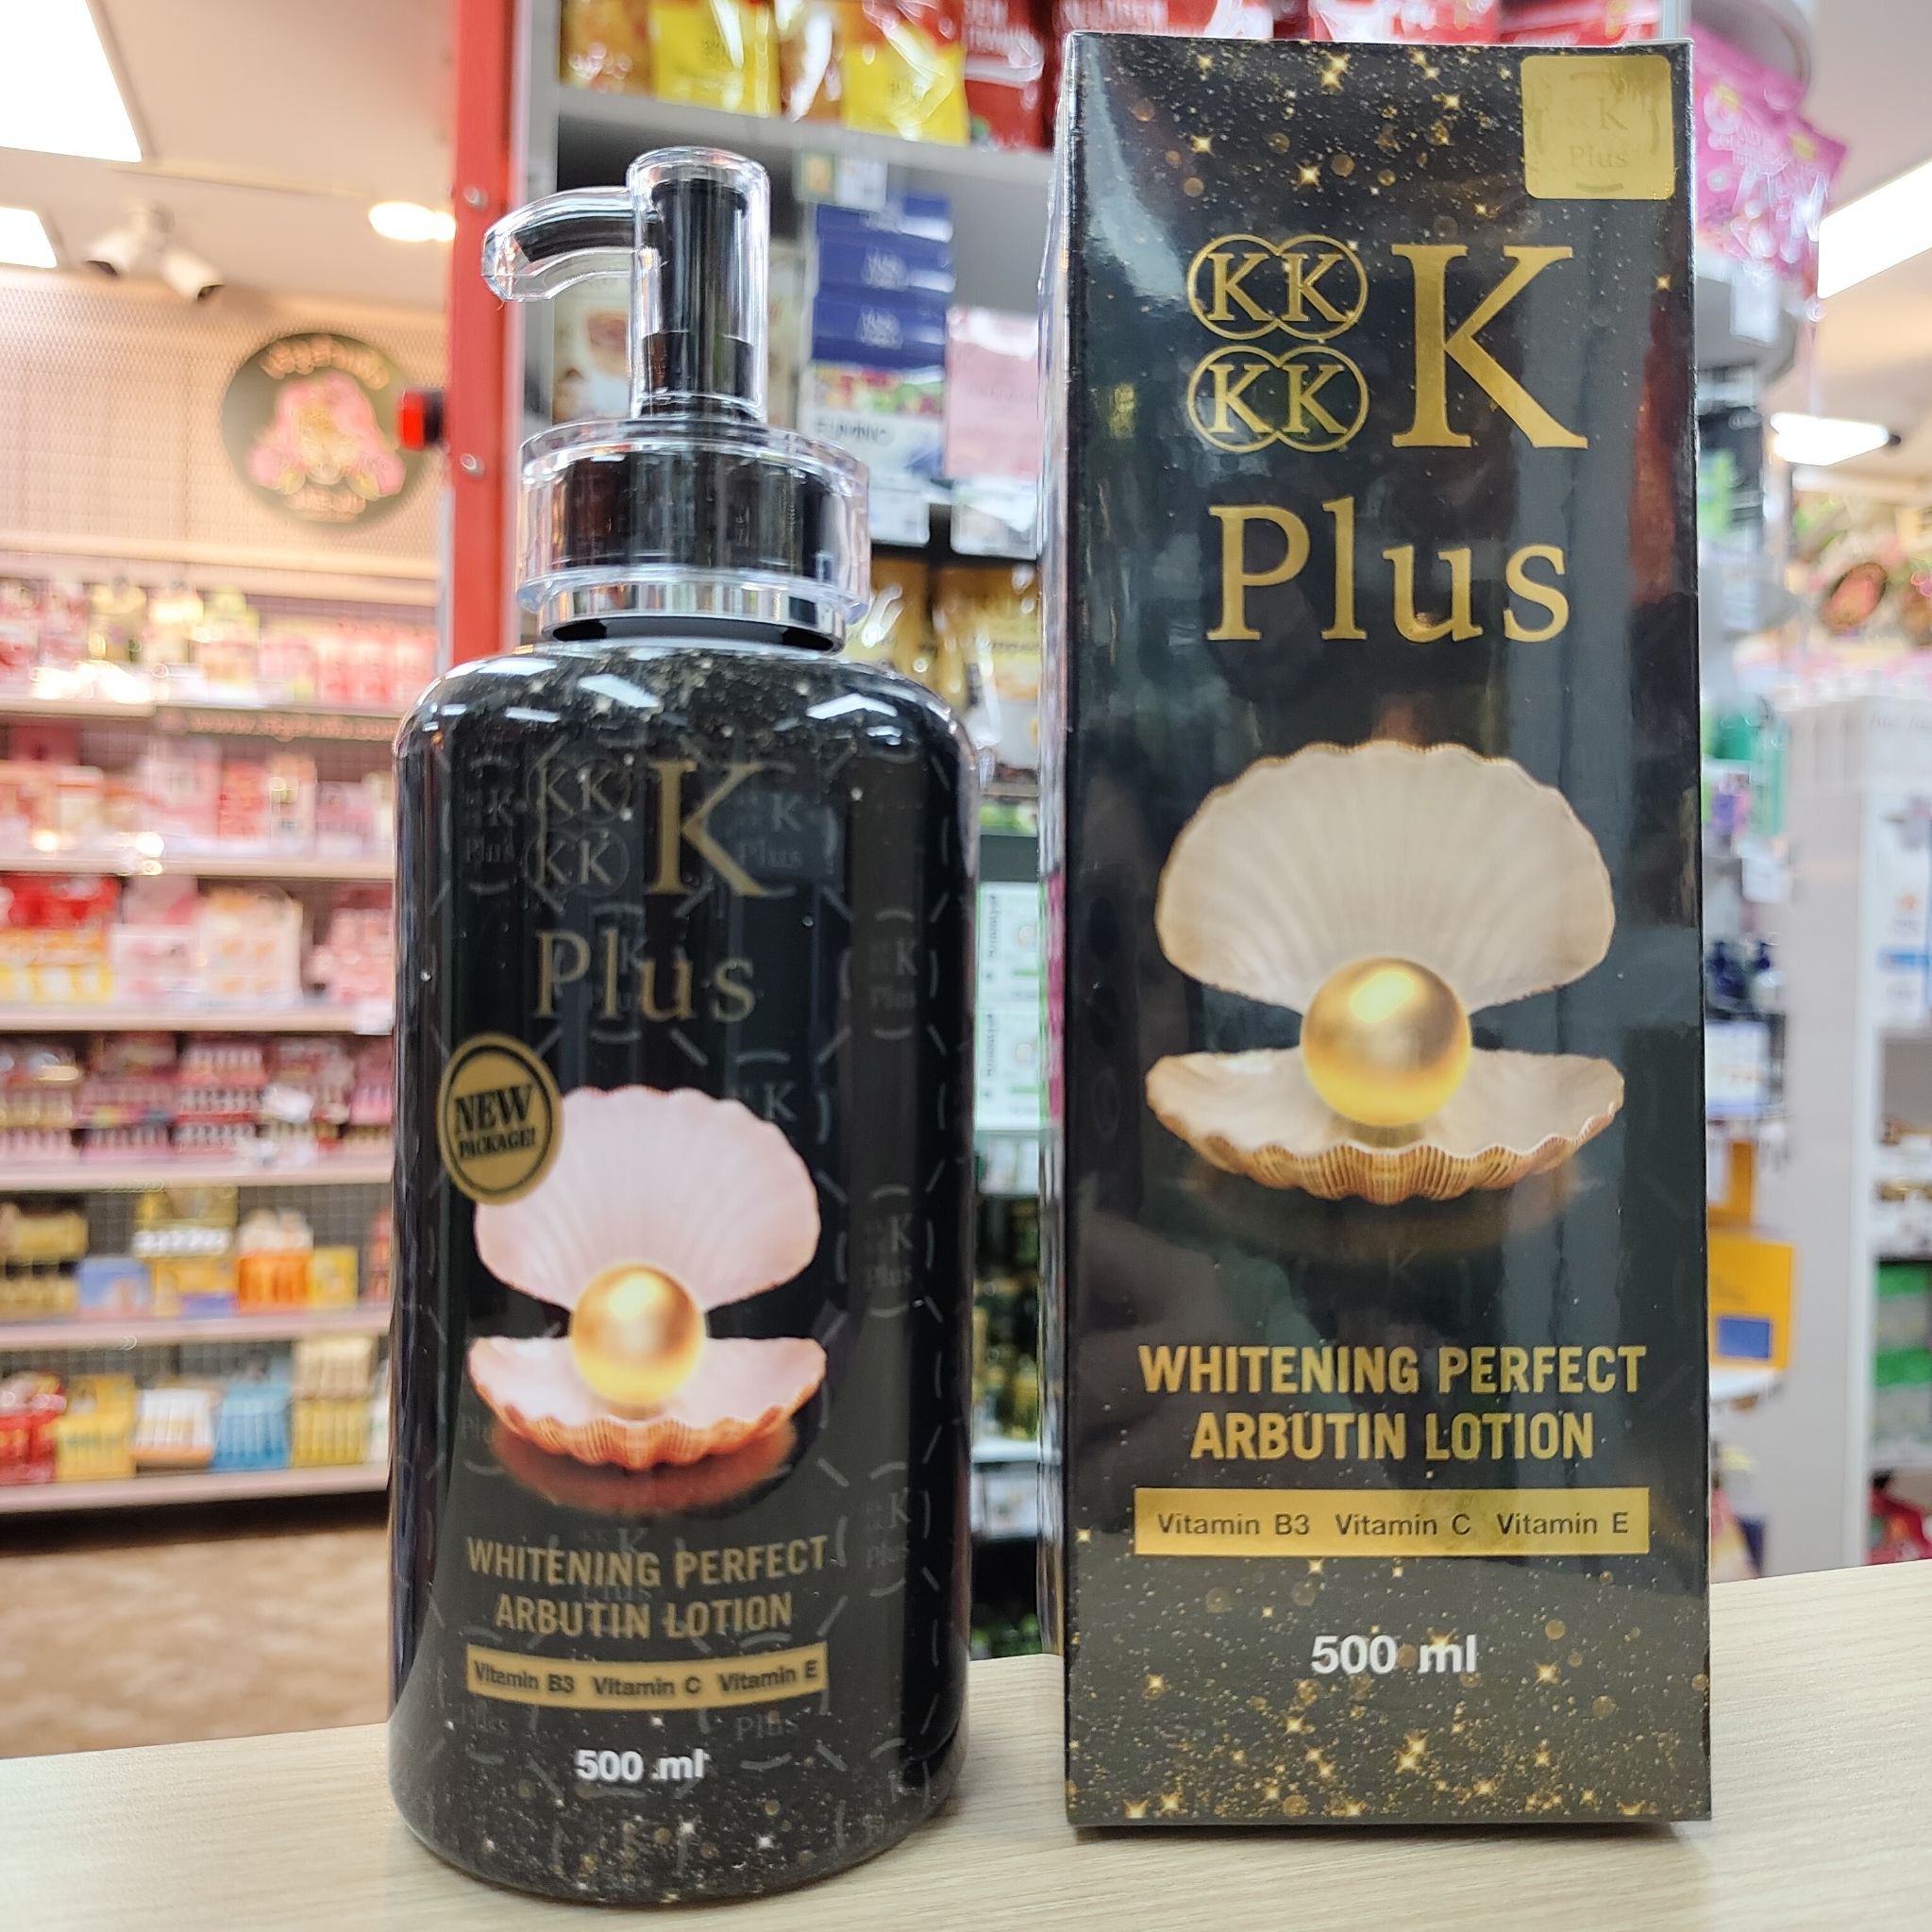 KK K
KK
Plus
NEW
PACKAGE!
WHITENING PERFECT
ARBUTIN LOTION
Vitamin B3 Vitamin C Vitamin E
500 ml
K
Plus
KK K
KK
Plus
WHITENING PERFECT
ARBUTIN LOTION
Vitamin B3 Vitamin C Vitamin E
500 ml